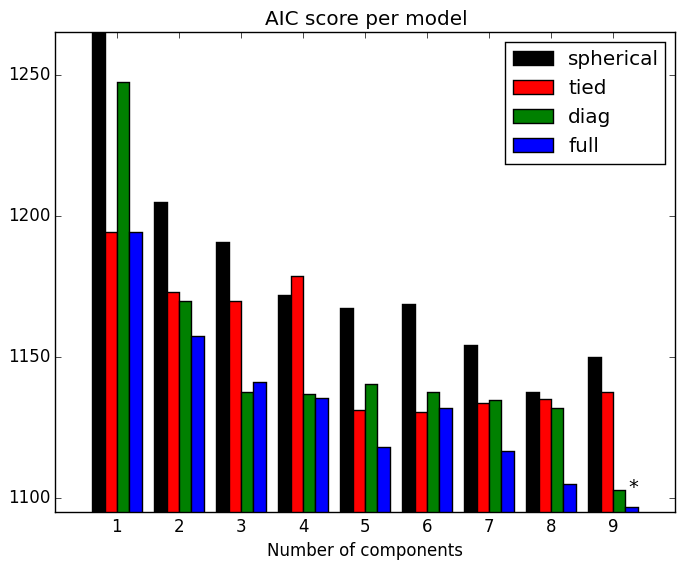 AIC score per model
1250
1200
1150
1100
spherical
tied
diag
full
*
1 2 3 4 5 6 7 8 9
Number of components